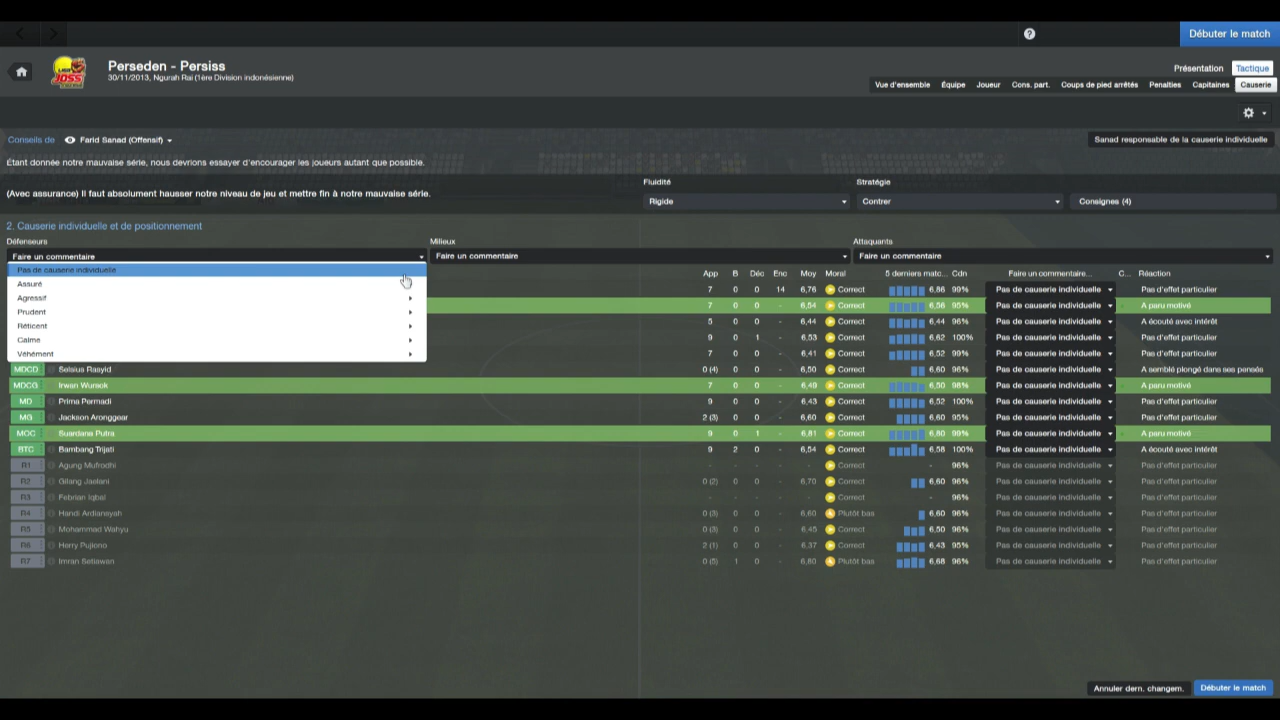 Débuter le match
Perseden - Persiss
30/11/2013, Ngurah Rai (1ère Division indonésienne)
Présentation Tactique
Vue d'ensemble Équipe Joueur Cons. part. Coups de pied arrêtés Penalties Capitaines Causerie
Conseils de Farid Sanad (Offensif) Sanad responsable de la causerie individuelle
Étant donnée notre mauvaise série, nous devrions essayer d'encourager les joueurs autant que possible.
Fluidité Stratégie
(Avec assurance) Il faut absolument hausser notre niveau de jeu et mettre fin à notre mauvaise série.
Rigide Contrer Consignes (4)
2. Causerie individuelle et de positionnement
Défenseurs Milieux Attaquants
Faire un commentaire Faire un commentaire Faire un commentaire
Pas de causerie individuelle
App B Déc Enc Moy Moral 5 derniers matc... Cdn Faire un commentaire... C... Réaction
Assuré 7 0 0 14 6,76 Correct 6,86 99% Pas de causerie individuelle Pas d'effet particulier
Agressif 7 0 0 - 6,54 Correct 6,56 95% Pas de causerie individuelle A paru motivé
Prudent 5 0 0 - 6,44 Correct 6,44 96% Pas de causerie individuelle A écouté avec intérêt
Réticent
Calme 9 0 1 - 6,53 Correct 6,62 100% Pas de causerie individuelle Pas d'effet particulier
Véhément 7 0 0 - 6,41 Correct 6,52 99% Pas de causerie individuelle Pas d'effet particulier
MDCD Selsius Rasyid 0 (4) 0 0 - 6,50 Correct 6,60 96% Pas de causerie individuelle A semblé plongé dans ses pensée
MDCG Irwan Wunsok 7 0 0 - 6,49 Correct 6,50 98% Pas de causerie individuelle A paru motivé
MD Prima Permadi 9 0 0 - 6,43 Correct 6,52 100% Pas de causerie individuelle Pas d'effet particulier
MG Jackson Aronggear 2 (3) 0 0 - 6,60 Correct 6,60 95% Pas de causerie individuelle Pas d'effet particulier
MOC Suardana Putra 9 0 1 - 6,81 Correct 6,80 99% Pas de causerie individuelle A paru motivé
BTC Bambang Trijati 9 2 0 - 6,54 Correct 6,58 100% Pas de causerie individuelle A écouté avec intérêt
R1 Agung Mufrodhi - - - - - Correct - 96% Pas de causerie individuelle Pas d'effet particulier
R2 Gilang Jaelani 0 (2) 0 0 - 6,70 Correct 6,60 96% Pas de causerie individuelle Pas d'effet particulier
R3 Febrian Iqbal - - - - - Correct - 96% Pas de causerie individuelle Pas d'effet particulier
R4 Handi Ardiansyah 0 (3) 0 0 - 6,60 Plutôt bas 6,60 96% Pas de causerie individuelle Pas d'effet particulier
R5 Mohammad Wahyu 0 (3) 0 0 - 6,45 Correct 6,50 96% Pas de causerie individuelle Pas d'effet particulier
R6 Herry Pujiono 2 (1) 0 0 - 6,37 Correct 6,43 95% Pas de causerie individuelle Pas d'effet particulier
R7 Imran Setiawan 0 (5) 1 0 - 6,80 Plutôt bas 6,68 96% Pas de causerie individuelle Pas d'effet particulier
Annuler dern. changem. Débuter le match